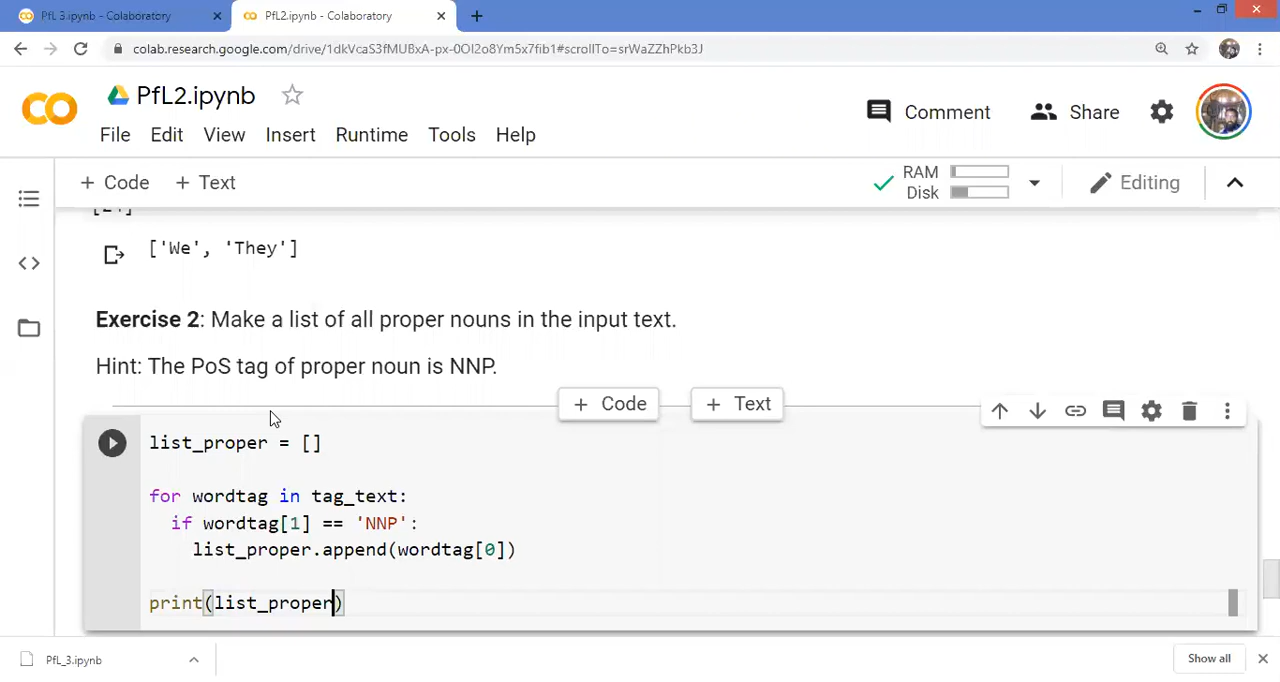 PfL 3.ipynb - Colaboratory
PfL2.ipynb - Colaboratory
colab.research.google.com/drive/1dkVcaS3fMUBxA-px-0OI2o8Ym5x7fib1#scrollTo=srWaZZhPkb3J
PfL2.ipynb
Comment
Share
File Edit View Insert Runtime Tools Help
+ Code + Text
RAM
Disk
Editing
[24]
['We', 'They']
Exercise 2: Make a list of all proper nouns in the input text.
Hint: The PoS tag of proper noun is NNP.
+ Code + Text
list_proper = []
for wordtag in tag_text:
if wordtag[1] == 'NNP':
list_proper.append(wordtag[0])
print(list_proper)
PfL_3.ipynb
Show all